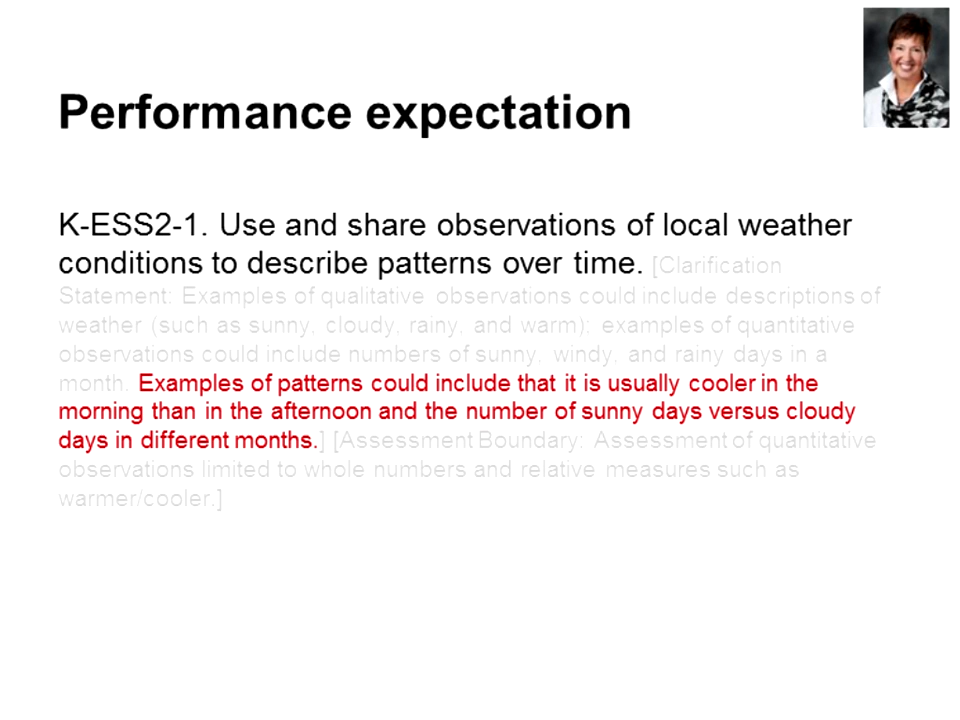 Performance expectation
K-ESS2-1. Use and share observations of local weather
conditions to describe patterns over time. [Clarification
Statement: Examples of qualitative observations could include descriptions of
weather (such as sunny, cloudy, rainy, and warm); examples of quantitative
observations could include numbers of sunny, windy, and rainy days in a
month. Examples of patterns could include that it is usually cooler in the
morning than in the afternoon and the number of sunny days versus cloudy
days in different months.] [Assessment Boundary: Assessment of quantitative
observations limited to whole numbers and relative measures such as
warmer/cooler.]